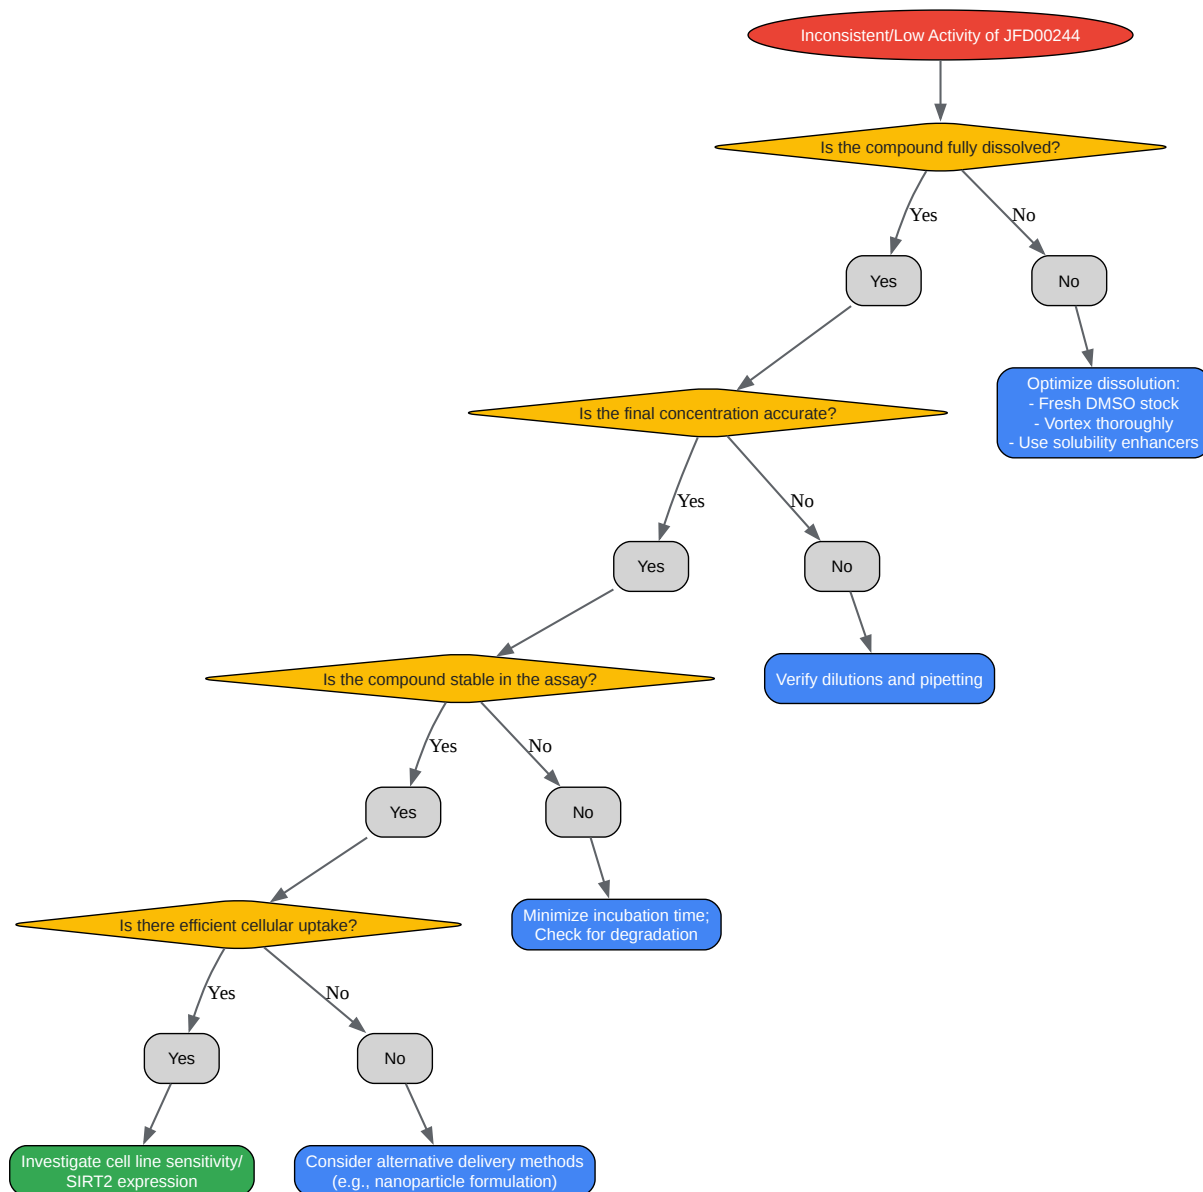 Inconsistent/Low Activity of JFD00244
Is the compound fully dissolved?
Yes
No
Yes
No
Optimize dissolution:
- Fresh DMSO stock
- Vortex thoroughly
- Use solubility enhancers
Is the final concentration accurate?
Yes
No
Yes
No
Verify dilutions and pipetting
Is the compound stable in the assay?
Yes
No
Yes
No
Minimize incubation time;
Check for degradation
Is there efficient cellular uptake?
Yes
No
Yes
No
Investigate cell line sensitivity/
SIRT2 expression
Consider alternative delivery methods
(e.g., nanoparticle formulation)